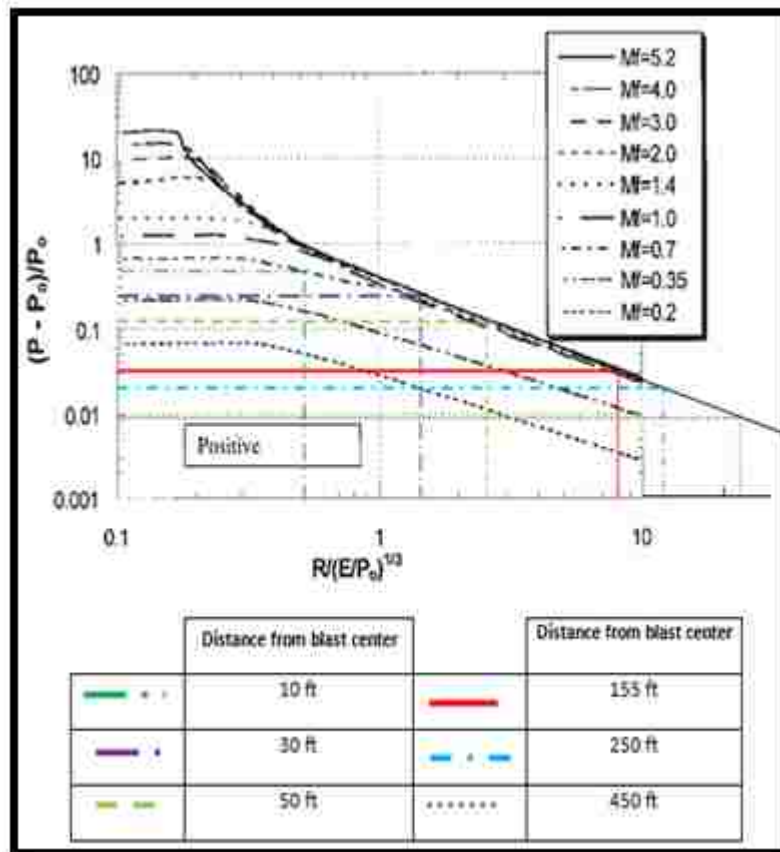 Mf=5.2
Mf=4.0
Mf=3.0
Mf=2.0
Mf=1.4
Mf=1.0
Mf=0.7
Mf=0.35
Mf=0.2
100
10
1
0.1
0.01
0.001
(P - P₀)/P₀
Positive
0.1
1
10
R/(E/P₀)^1/3
Distance from blast center
Distance from blast center
10 ft
155 ft
30 ft
250 ft
50 ft
450 ft